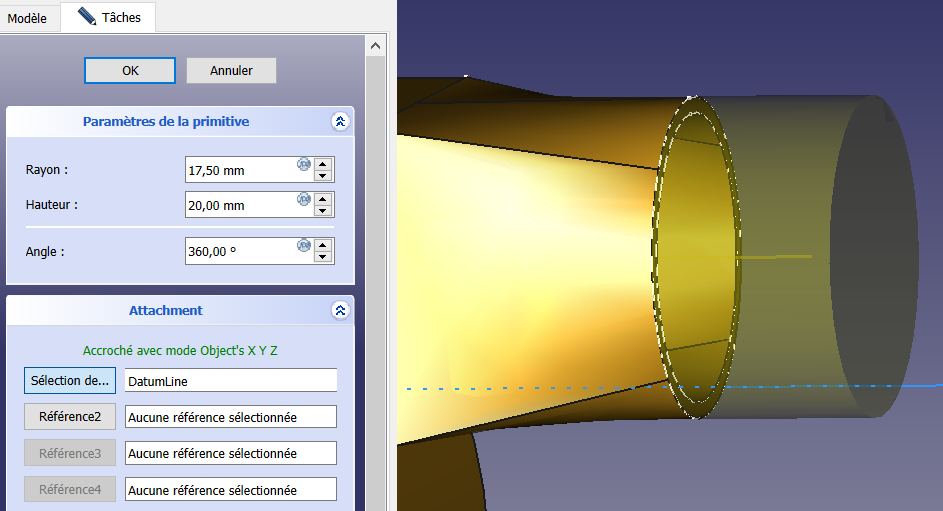 Modèle
Tâches
OK
Annuler
Paramètres de la primitive
Rayon :
17,50 mm
Hauteur :
20,00 mm
Angle :
360,00 °
Attachment
Accroché avec mode Object's X Y Z
Sélection de...
DatumLine
Référence2
Aucune référence sélectionnée
Référence3
Aucune référence sélectionnée
Référence4
Aucune référence sélectionnée